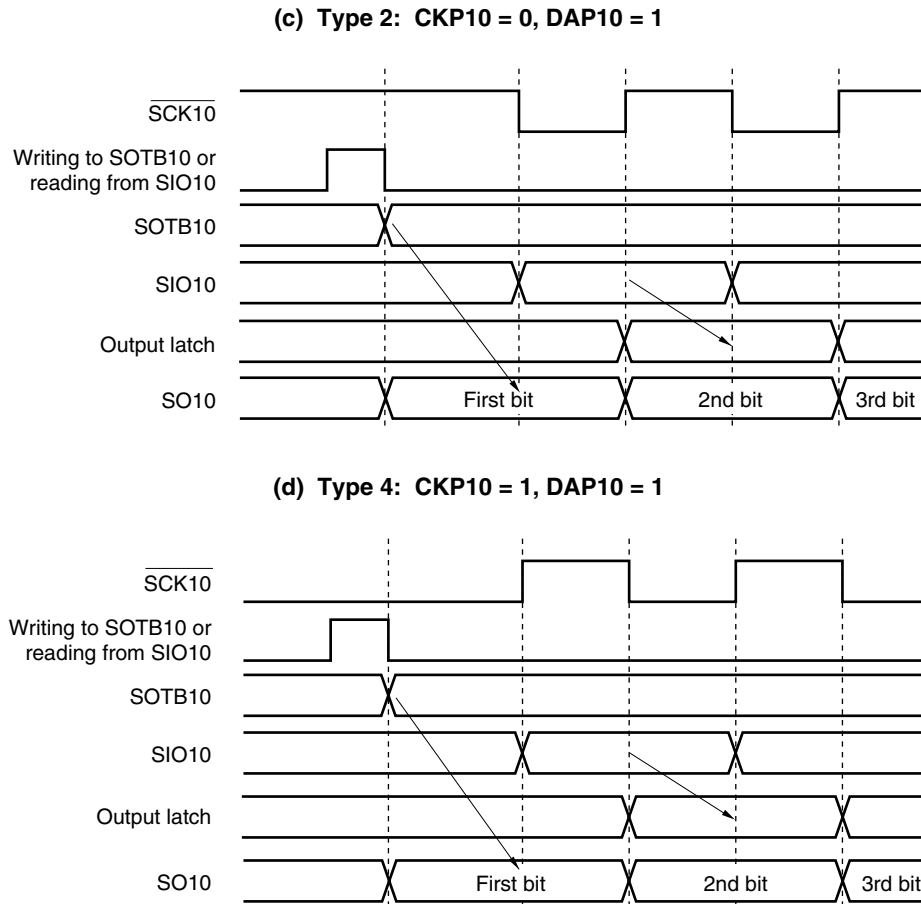 (c) Type 2: CKP10 = 0, DAP10 = 1
SCK10
Writing to SOTB10 or
reading from SIO10
SOTB10
SIO10
Output latch
SO10
First bit
2nd bit
3rd bit
(d) Type 4: CKP10 = 1, DAP10 = 1
SCK10
Writing to SOTB10 or
reading from SIO10
SOTB10
SIO10
Output latch
SO10
First bit
2nd bit
3rd bit